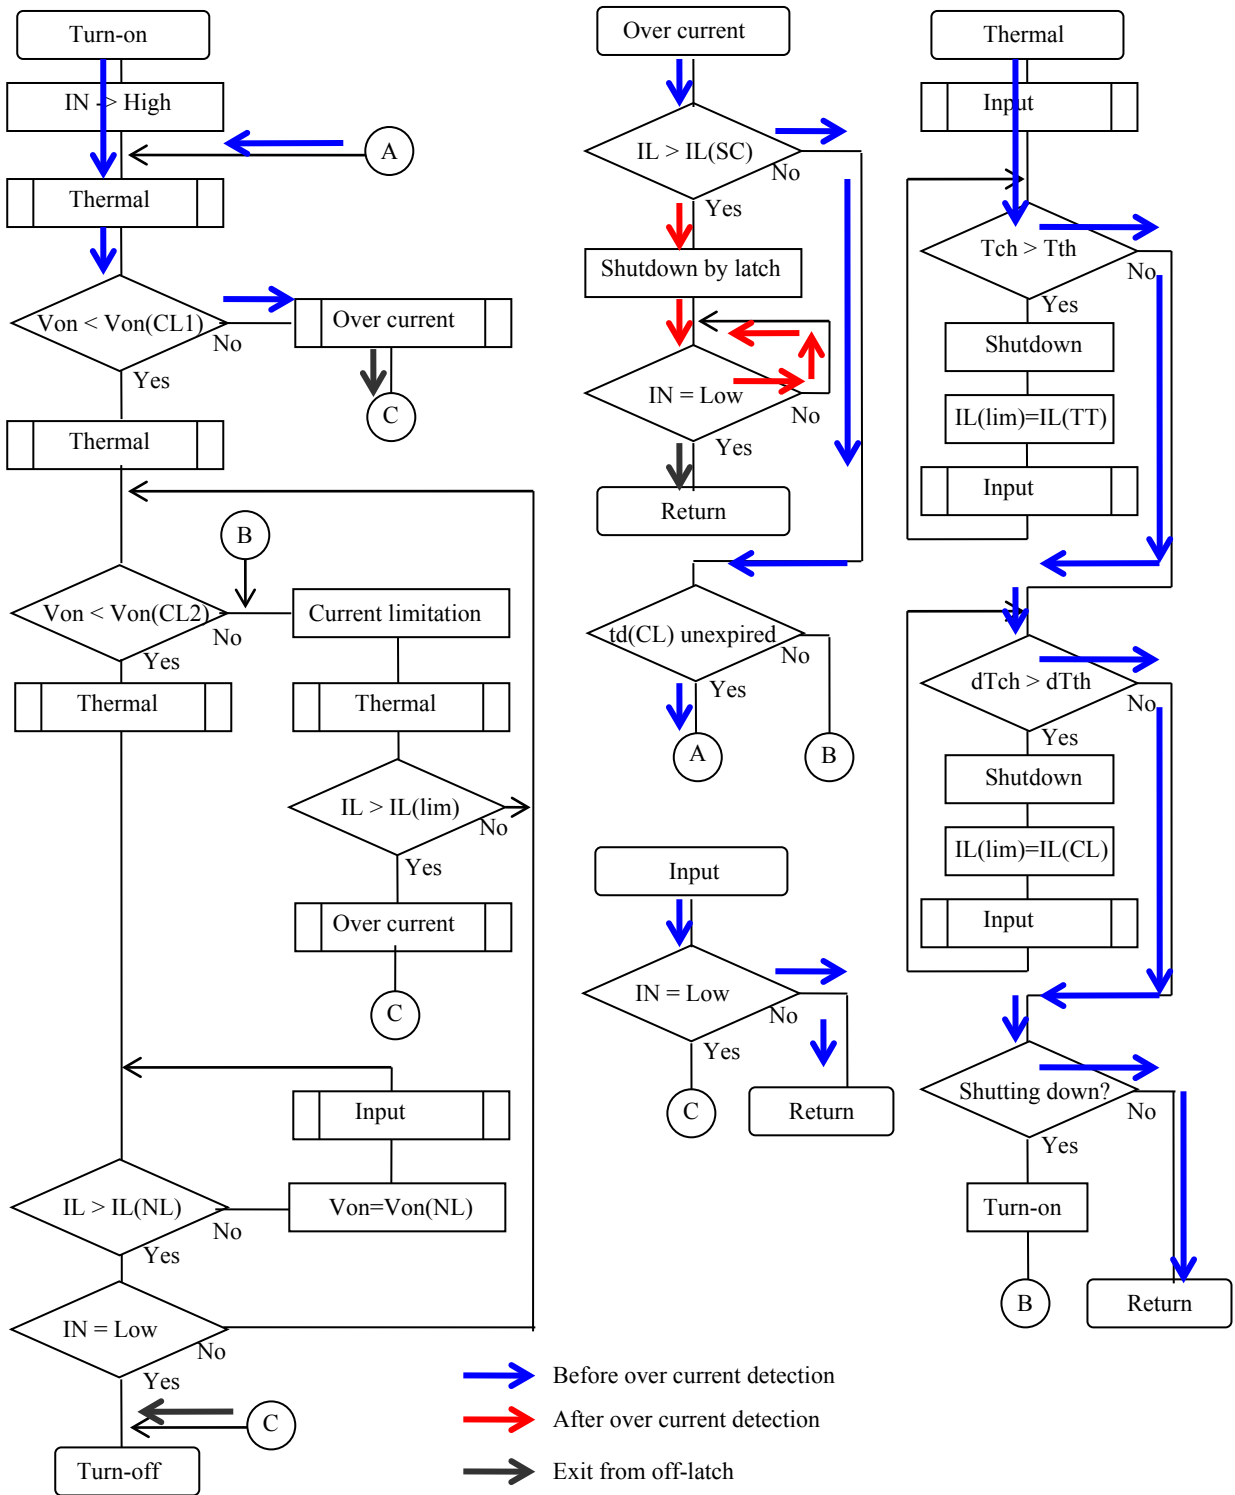 Turn-on
IN -> High
A
Thermal
Von < Von(CL1)
No
Yes
Over current
C
Thermal
B
Von < Von(CL2)
No
Yes
Current limitation
Thermal
Thermal
IL > IL(lim)
No
Yes
Over current
C
Input
Von=Von(NL)
IL > IL(NL)
No
Yes
IN = Low
No
Yes
C
Turn-off
Over current
IL > IL(SC)
No
Yes
Shutdown by latch
IN = Low
No
Yes
Return
td(CL) unexpired
No
Yes
A
B
Input
IN = Low
No
Yes
C
Return
Thermal
Input
Tch > Tth
No
Yes
Shutdown
IL(lim)=IL(TT)
Input
dTch > dTth
No
Yes
Shutdown
IL(lim)=IL(CL)
Input
Shutting down?
No
Yes
Turn-on
B
Return
Before over current detection
After over current detection
Exit from off-latch